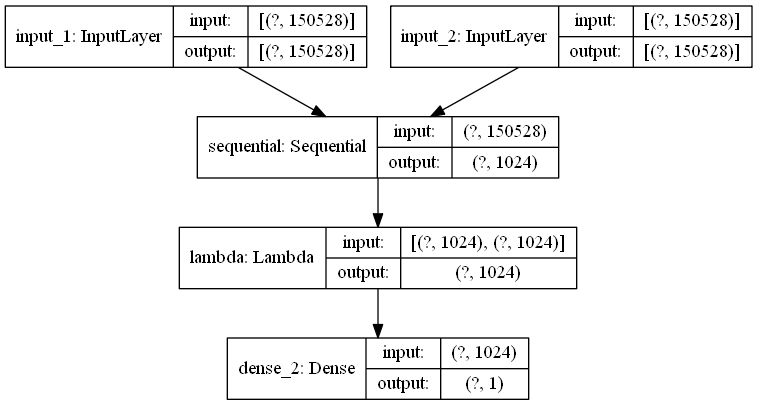 input_1: InputLayer
input: [(?, 150528)]
output: [(?, 150528)]
input_2: InputLayer
input: [(?, 150528)]
output: [(?, 150528)]
sequential: Sequential
input: (?, 150528)
output: (?, 1024)
lambda: Lambda
input: [(?, 1024), (?, 1024)]
output: (?, 1024)
dense_2: Dense
input: (?, 1024)
output: (?, 1)